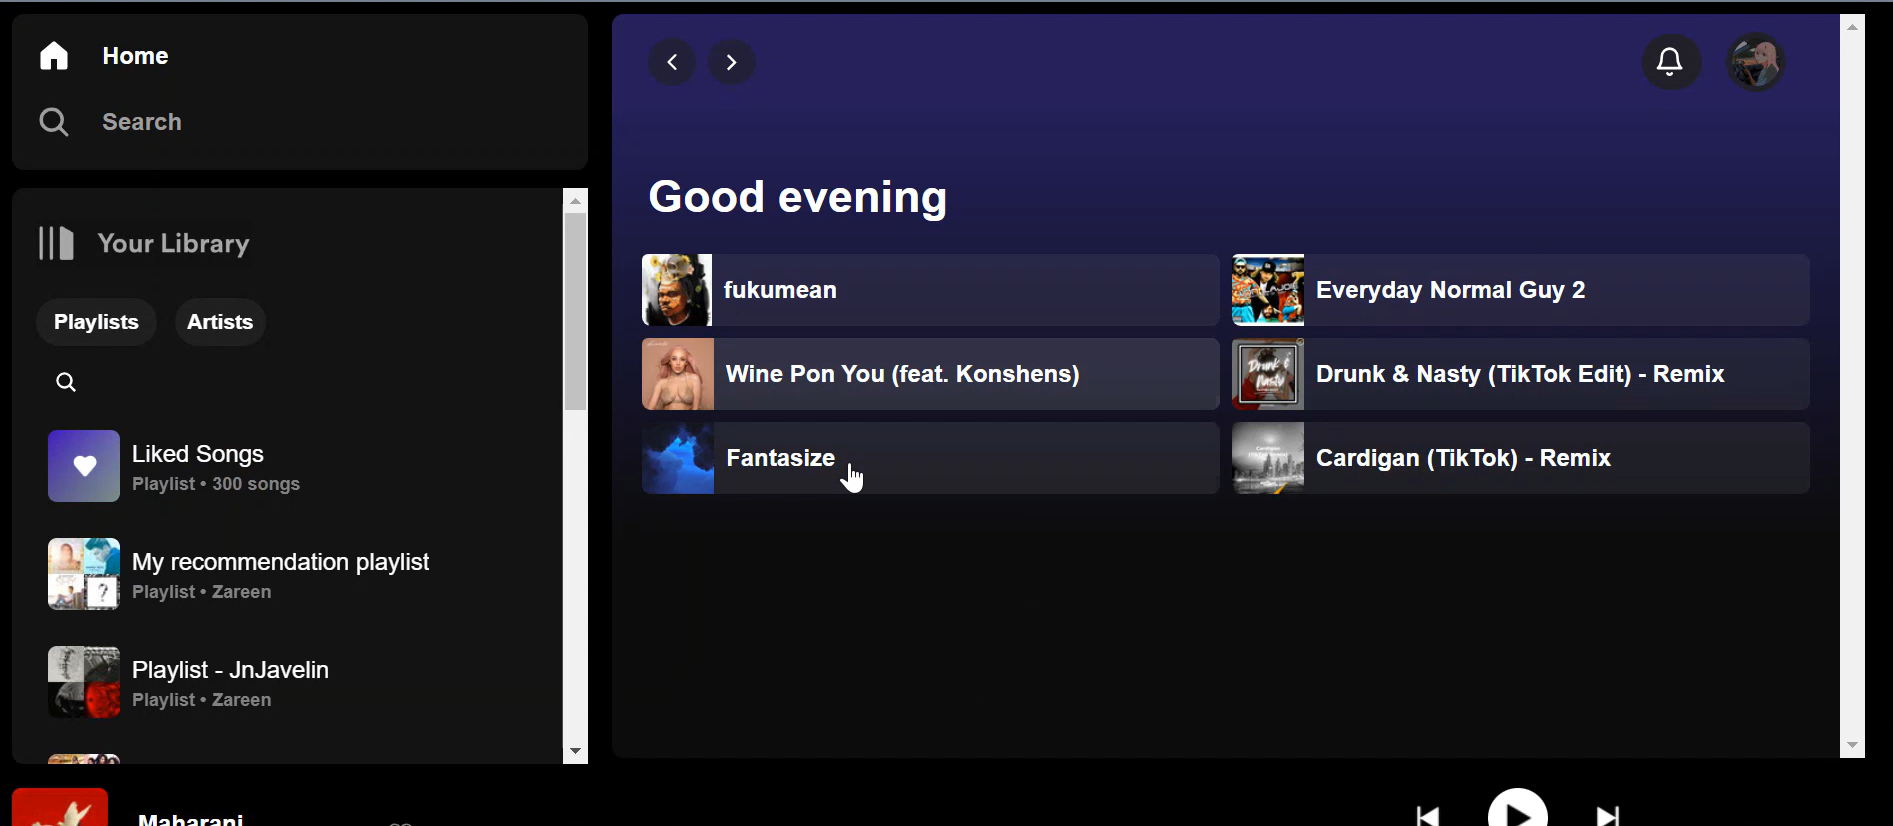 Home
Search
Your Library
Playlists
Artists
Liked Songs
Playlist • 300 songs
My recommendation playlist
Playlist • Zareen
Playlist - JnJavelin
Playlist • Zareen
Good evening
fukumean
Everyday Normal Guy 2
Wine Pon You (feat. Konshens)
Drunk & Nasty (TikTok Edit) - Remix
Drunk &
Nasty
Fantasize
Cardigan (TikTok) - Remix
Maharani